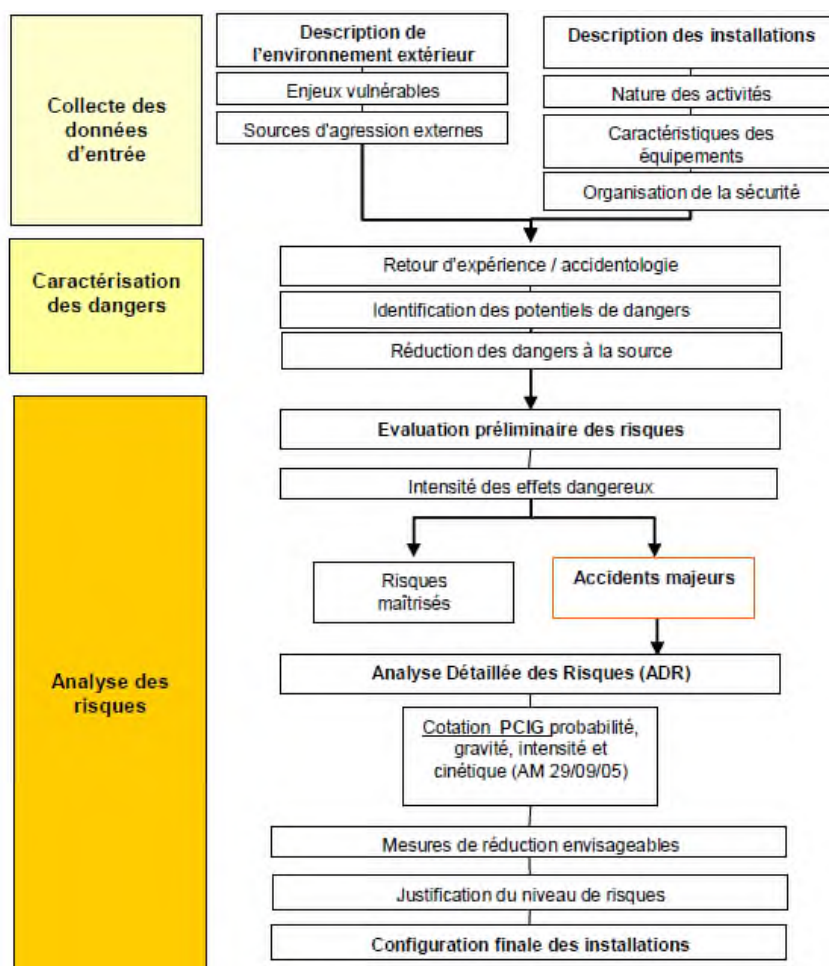 Collecte des
données
d'entrée
Description de
l'environnement extérieur
Enjeux vulnérables
Sources d'agression externes
Description des installations
Nature des activités
Caractéristiques des
équipements
Organisation de la sécurité
Caractérisation
des dangers
Retour d'expérience / accidentologie
Identification des potentiels de dangers
Réduction des dangers à la source
Analyse des
risques
Evaluation préliminaire des risques
Intensité des effets dangereux
Risques
maîtrisés
Accidents majeurs
Analyse Détaillée des Risques (ADR)
Cotation PCIG probabilité,
gravité, intensité et
cinétique (AM 29/09/05)
Mesures de réduction envisageables
Justification du niveau de risques
Configuration finale des installations